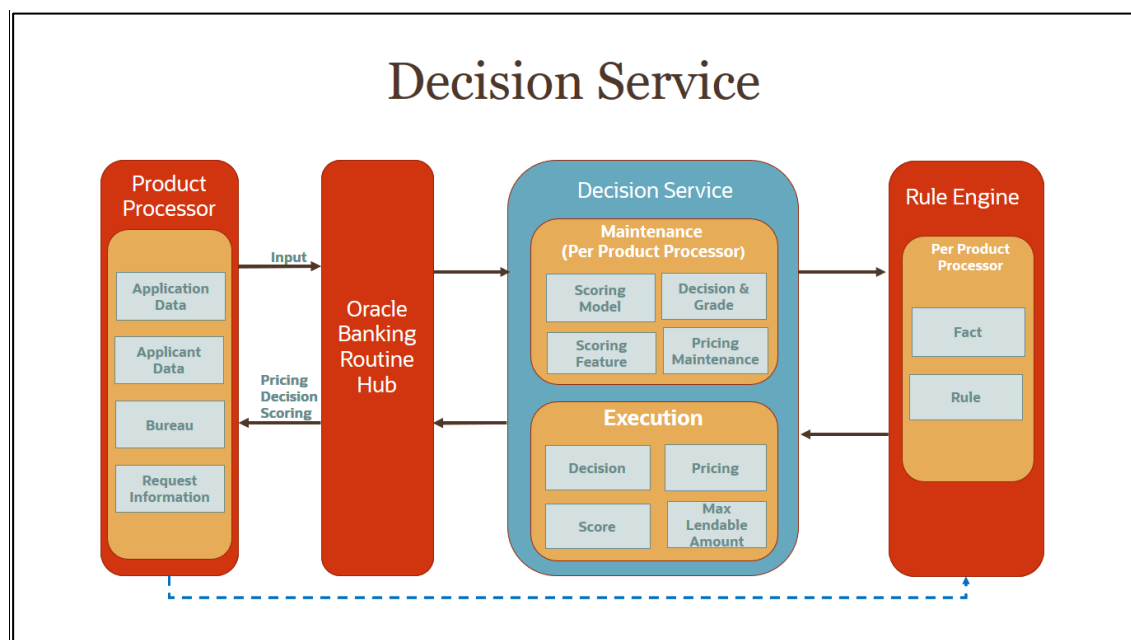 Decision Service
Product
Processor
Application
Data
Applicant
Data
Bureau
Request
Information
Input
Pricing
Decision
Scoring
Oracle
Banking
Routine
Hub
Decision Service
Maintenance
(Per Product Processor)
Scoring
Model
Decision &
Grade
Scoring
Feature
Pricing
Maintenance
Execution
Decision
Pricing
Score
Max
Lendable
Amount
Rule Engine
Per Product
Processor
Fact
Rule